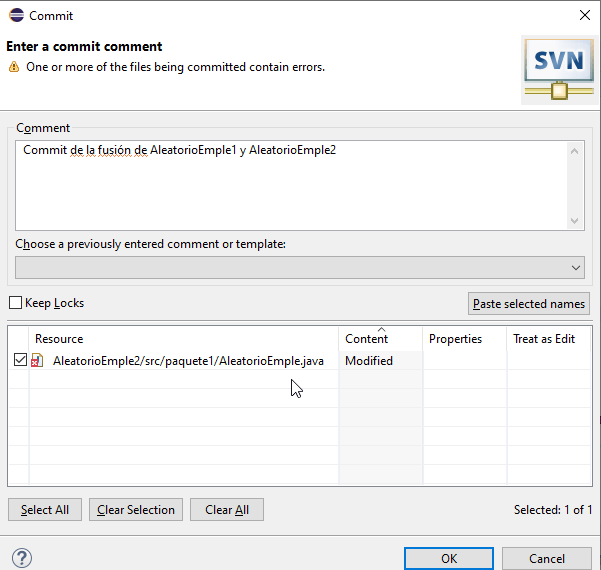 Commit
Enter a commit comment
One or more of the files being committed contain errors.
SVN
Comment
Commit de la fusión de AleatorioEmple1 y AleatorioEmple2
Choose a previously entered comment or template:
Keep Locks
Paste selected names
Resource Content Properties Treat as Edit
AleatorioEmple2/src/paquete1/AleatorioEmple.java Modified
Select All Clear Selection Clear All Selected: 1 of 1
? OK Cancel